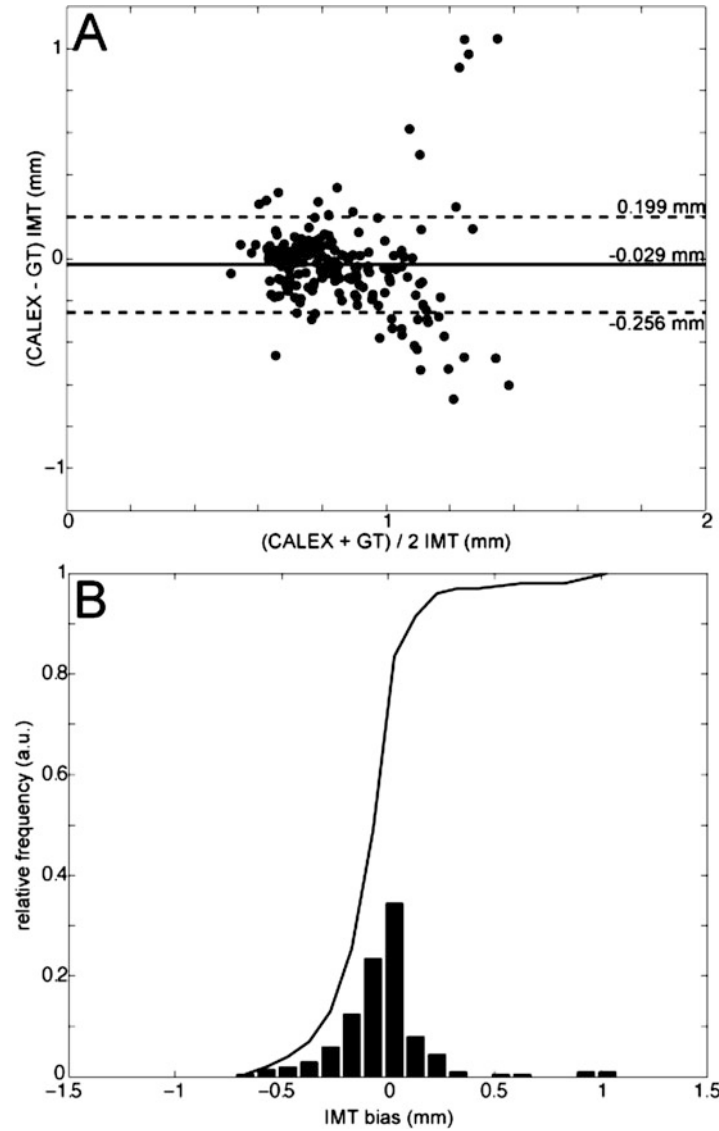 A
1
0.199 mm
0
-0.029 mm
-0.256 mm
−1
(CALEX - GT) IMT (mm)
0
1
2
(CALEX + GT) / 2 IMT (mm)
B
1
0.8
0.6
0.4
0.2
0
relative frequency (a.u.)
−1.5
−1
−0.5
0
0.5
1
1.5
IMT bias (mm)